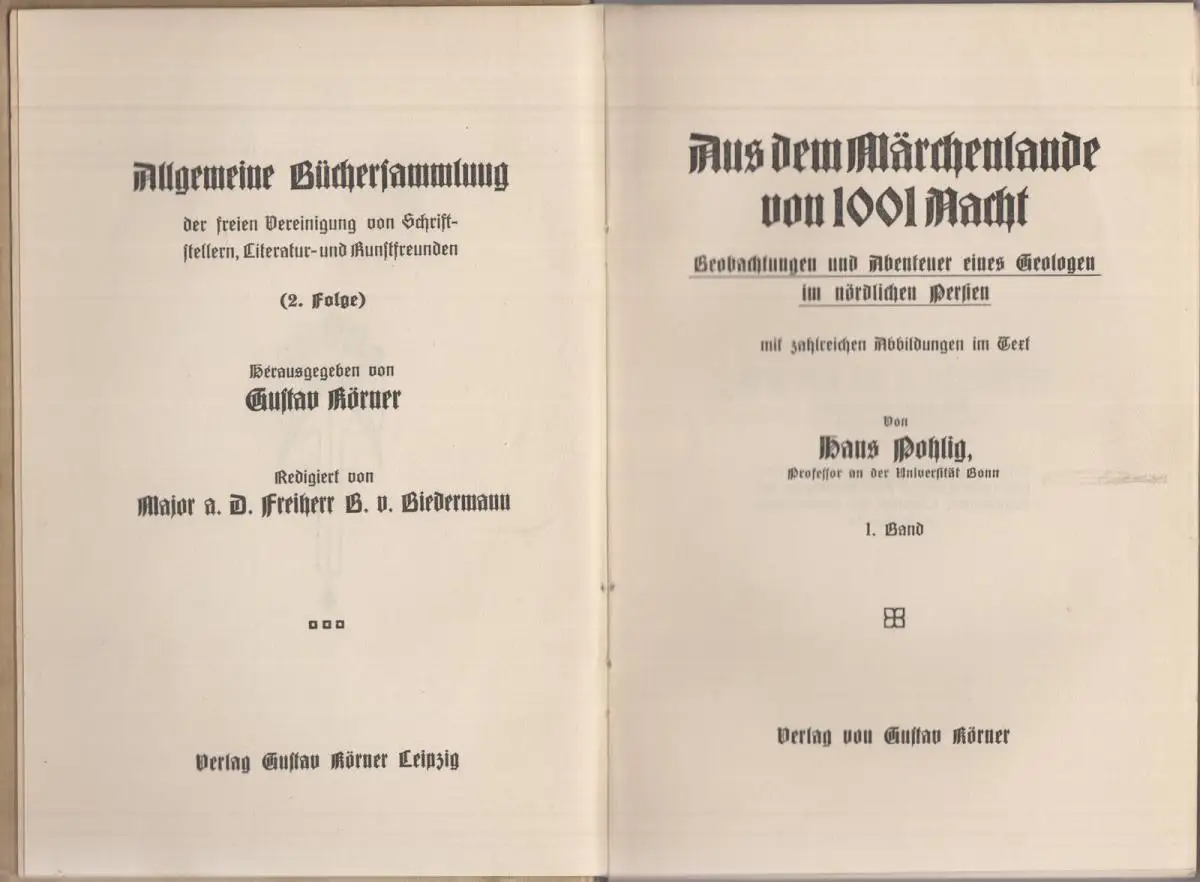 Allgemeine Büchersammlung
der freien Vereinigung von Schrift-
stellern, Literatur- und Kunstfreunden
(2. Folge)
Herausgegeben von
Gustav Körner
Redigiert von
Major a. D. Freiherr B. v. Biedermann
Verlag Gustav Körner Leipzig
Aus dem Märchenlande
von 1001 Nacht
Beobachtungen und Abenteuer eines Geologen
im nördlichen Persien
mit zahlreichen Abbildungen im Text
Von
Hans Pohlig,
Professor an der Universität Bonn
1. Band
Verlag von Gustav Körner